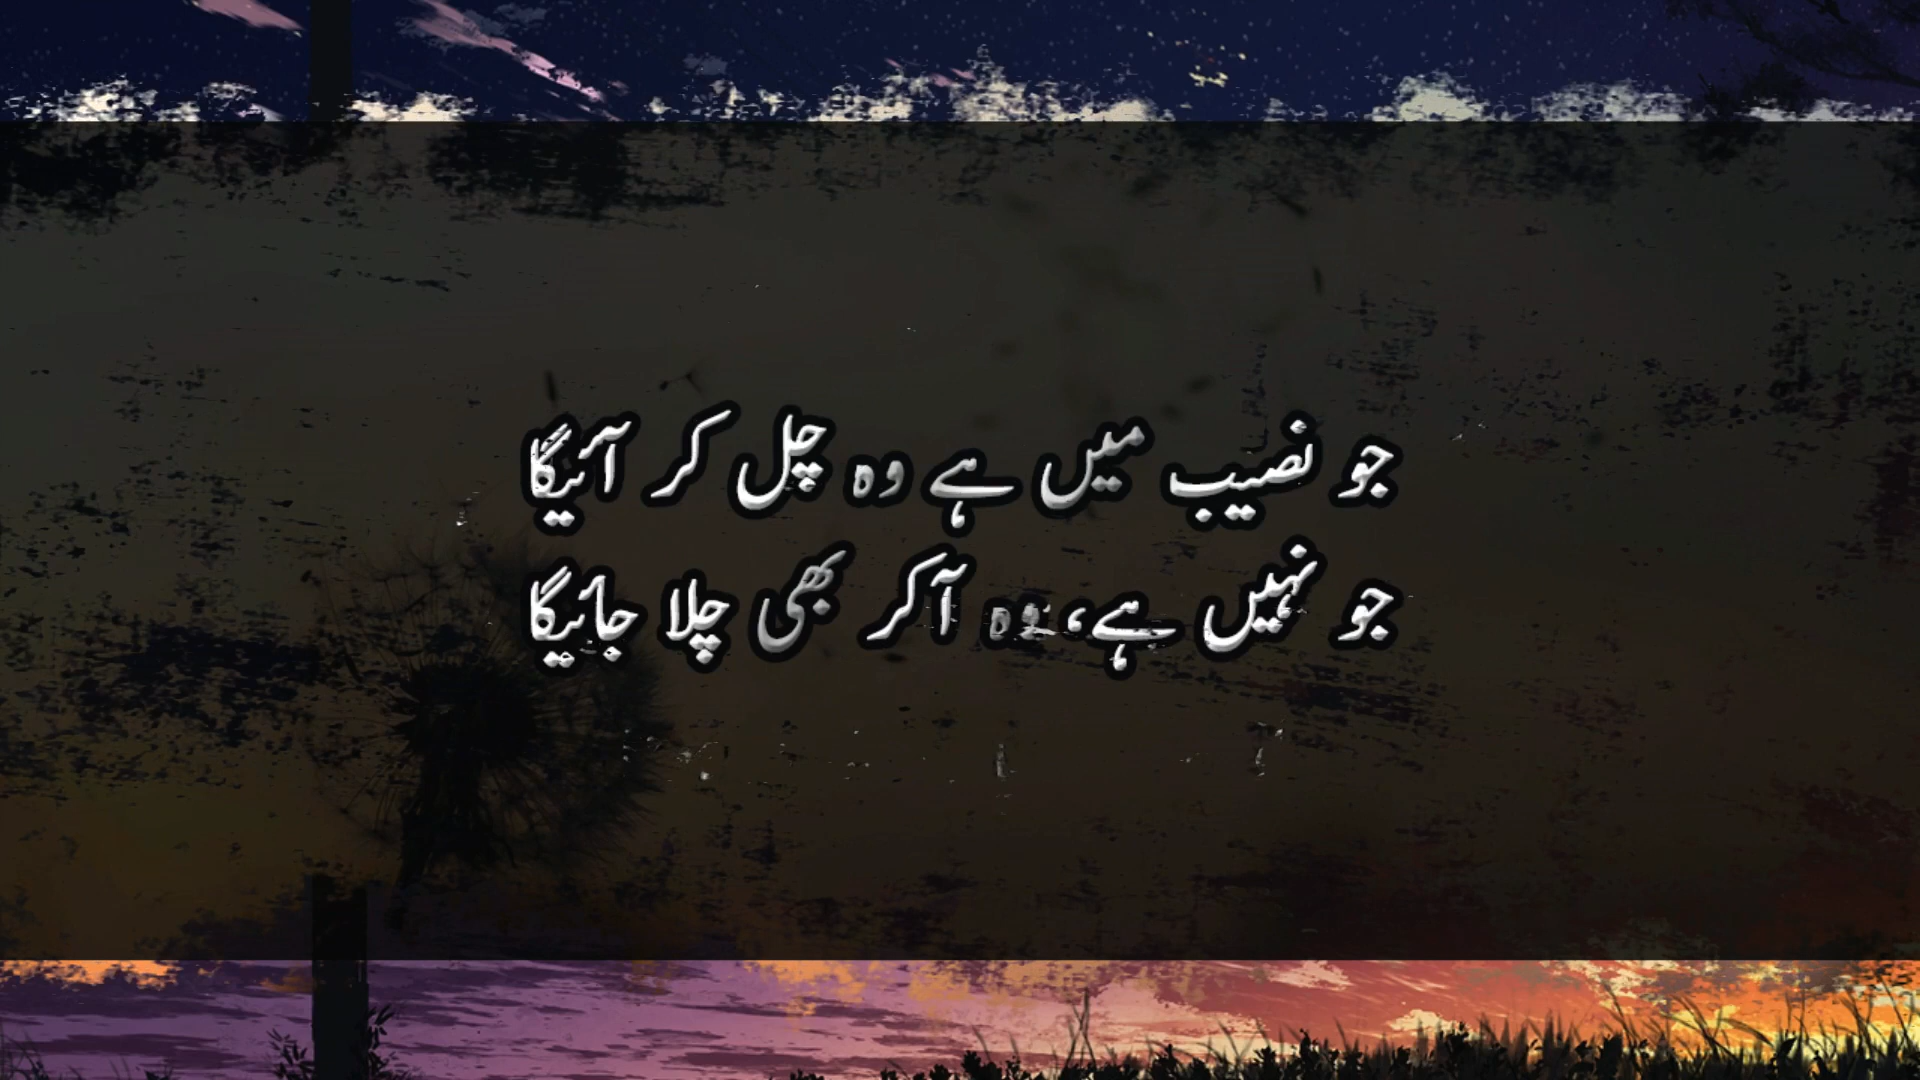 جو نصیب میں ہے وہ چل کر آئیگا
جو نہیں ہے، وہ آکر بھی چلا جائیگا